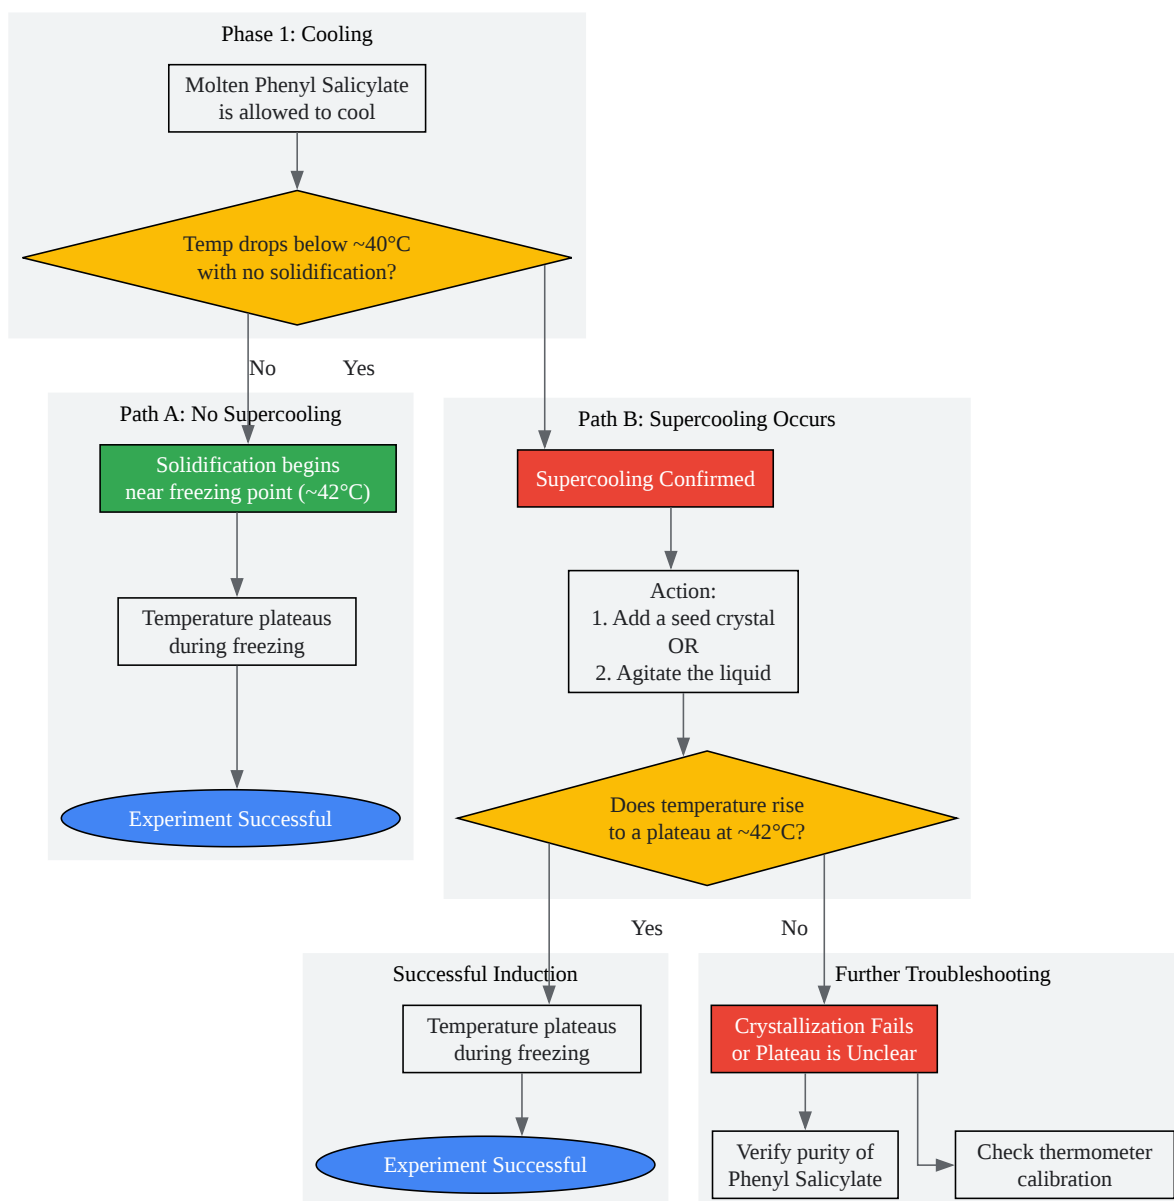 Phase 1: Cooling
Molten Phenyl Salicylate
is allowed to cool
Temp drops below ~40°C
with no solidification?
No
Yes
Path A: No Supercooling
Solidification begins
near freezing point (~42°C)
Temperature plateaus
during freezing
Experiment Successful
Path B: Supercooling Occurs
Supercooling Confirmed
Action:
1. Add a seed crystal
OR
2. Agitate the liquid
Does temperature rise
to a plateau at ~42°C?
Yes
No
Successful Induction
Temperature plateaus
during freezing
Experiment Successful
Further Troubleshooting
Crystallization Fails
or Plateau is Unclear
Verify purity of
Phenyl Salicylate
Check thermometer
calibration